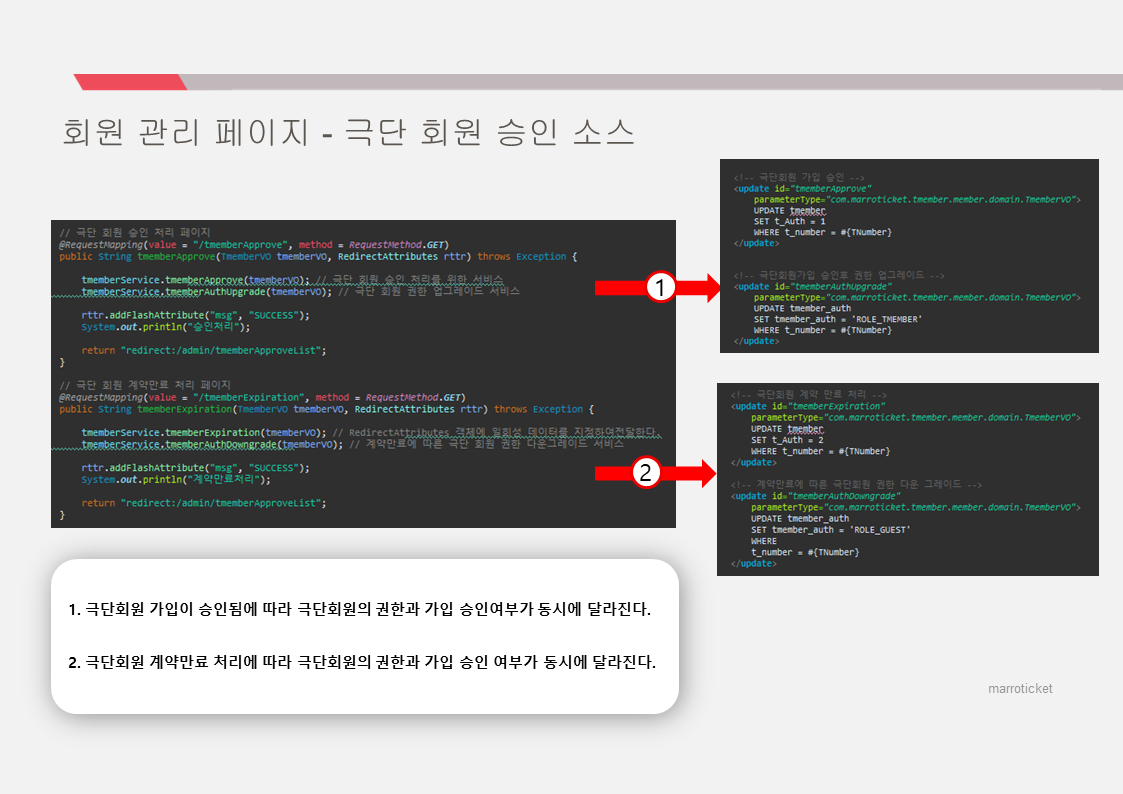 회원 관리 페이지 - 극단 회원 승인 소스
// 극단 회원 승인 처리 페이지
@RequestMapping(value = "/tmemberApprove", method = RequestMethod.GET)
public String tmemberApprove(TmemberVO tmemberVO, RedirectAttributes rttr) throws Exception {
tmemberService.tmemberApprove(tmemberVO); // 극단 회원 승인 처리를 위한 서비스
tmemberService.tmemberAuthUpgrade(tmemberVO); // 극단 회원 권한 업그레이드 서비스
rttr.addFlashAttribute("msg", "SUCCESS");
System.out.println("승인처리");
return "redirect:/admin/tmemberApproveList";
}
// 극단 회원 계약만료 처리 페이지
@RequestMapping(value = "/tmemberExpiration", method = RequestMethod.GET)
public String tmemberExpiration(TmemberVO tmemberVO, RedirectAttributes rttr) throws Exception {
tmemberService.tmemberExpiration(tmemberVO); // RedirectAttributes 객체에 일회성 데이터를 지정하여전달한다.
tmemberService.tmemberAuthDowngrade(tmemberVO); // 계약만료에 따른 극단 회원 권한 다운그레이드 서비스
rttr.addFlashAttribute("msg", "SUCCESS");
System.out.println("계약만료처리");
return "redirect:/admin/tmemberApproveList";
}
1
2
<!-- 극단회원 가입 승인 -->
<update id="tmemberApprove"
parameterType="com.marroticket.tmember.member.domain.TmemberVO">
UPDATE tmember
SET t_Auth = 1
WHERE t_number = #{TNumber}
</update>
<!-- 극단회원가입 승인후 권한 업그레이드 -->
<update id="tmemberAuthUpgrade"
parameterType="com.marroticket.tmember.member.domain.TmemberVO">
UPDATE tmember_auth
SET tmember_auth = 'ROLE_TMEMBER'
WHERE t_number = #{TNumber}
</update>
<!-- 극단회원 계약 만료 처리 -->
<update id="tmemberExpiration"
parameterType="com.marroticket.tmember.member.domain.TmemberVO">
UPDATE tmember
SET t_Auth = 2
WHERE t_number = #{TNumber}
</update>
<!-- 계약만료에 따른 극단회원 권한 다운 그레이드 -->
<update id="tmemberAuthDowngrade"
parameterType="com.marroticket.tmember.member.domain.TmemberVO">
UPDATE tmember_auth
SET tmember_auth = 'ROLE_GUEST'
WHERE
t_number = #{TNumber}
</update>
1. 극단회원 가입이 승인됨에 따라 극단회원의 권한과 가입 승인여부가 동시에 달라진다.
2. 극단회원 계약만료 처리에 따라 극단회원의 권한과 가입 승인 여부가 동시에 달라진다.
marroticket